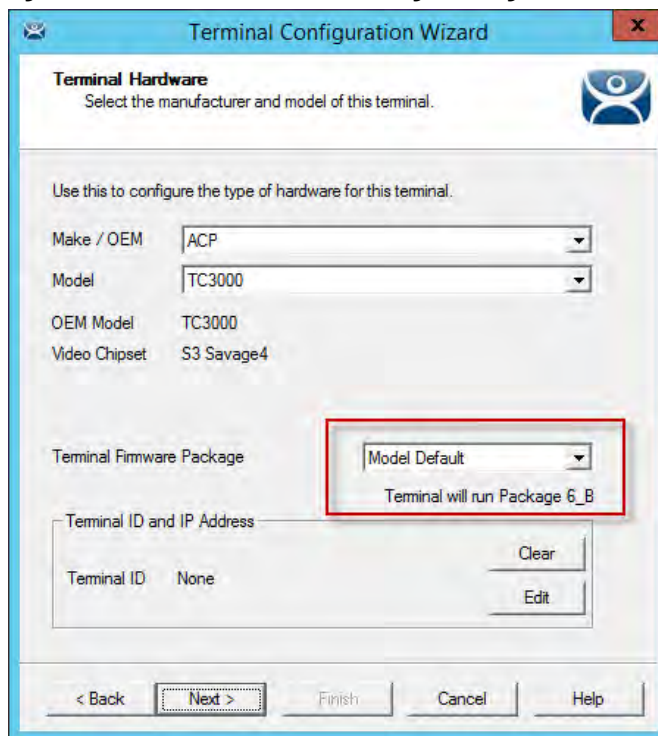 Terminal Configuration Wizard
x
Terminal Hardware
Select the manufacturer and model of this terminal.
Use this to configure the type of hardware for this terminal.
Make / OEM ACP
Model TC3000
OEM Model TC3000
Video Chipset S3 Savage4
Terminal Firmware Package Model Default
Terminal will run Package 6_B
Terminal ID and IP Address
Clear
Terminal ID None
Edit
< Back Next > Finish Cancel Help